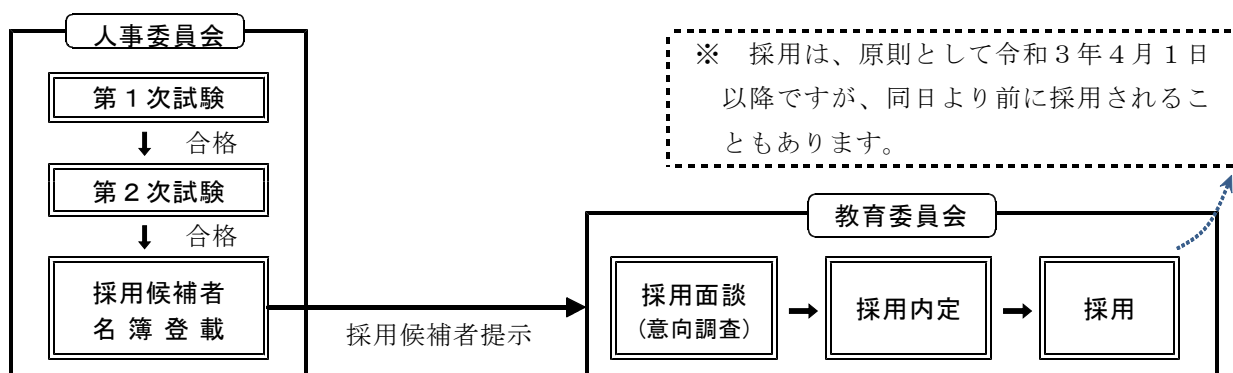 人事委員会
第1次試験
↓ 合格
第2次試験
↓ 合格
採用候補者
名簿登載
採用候補者提示
※ 採用は、原則として令和3年4月1日
以降ですが、同日より前に採用されるこ
ともあります。
教育委員会
採用面談
(意向調査)
→
採用内定
→
採用